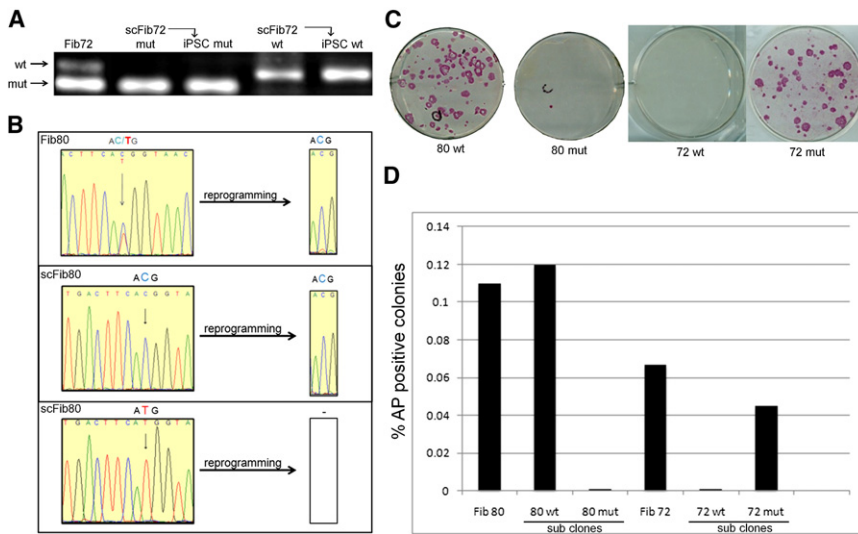 A
scFib72
scFib72
Fib72
mut
iPSC mut
wt
iPSC wt
wt
mut
B
Fib80
AC/TG
ACG
A C T T C A C G G T A A C
T
A C G
reprogramming
scFib80
ACG
ACG
T G A C T T C A C G G T A
A C G
reprogramming
scFib80
ATG
-
T G A C T T C A T G G T A
reprogramming
C
80 wt
80 mut
72 wt
72 mut
D
% AP positive colonies
0.14
0.12
0.1
0.08
0.06
0.04
0.02
0
Fib 80
80 wt
80 mut
Fib 72
72 wt
72 mut
sub clones
sub clones